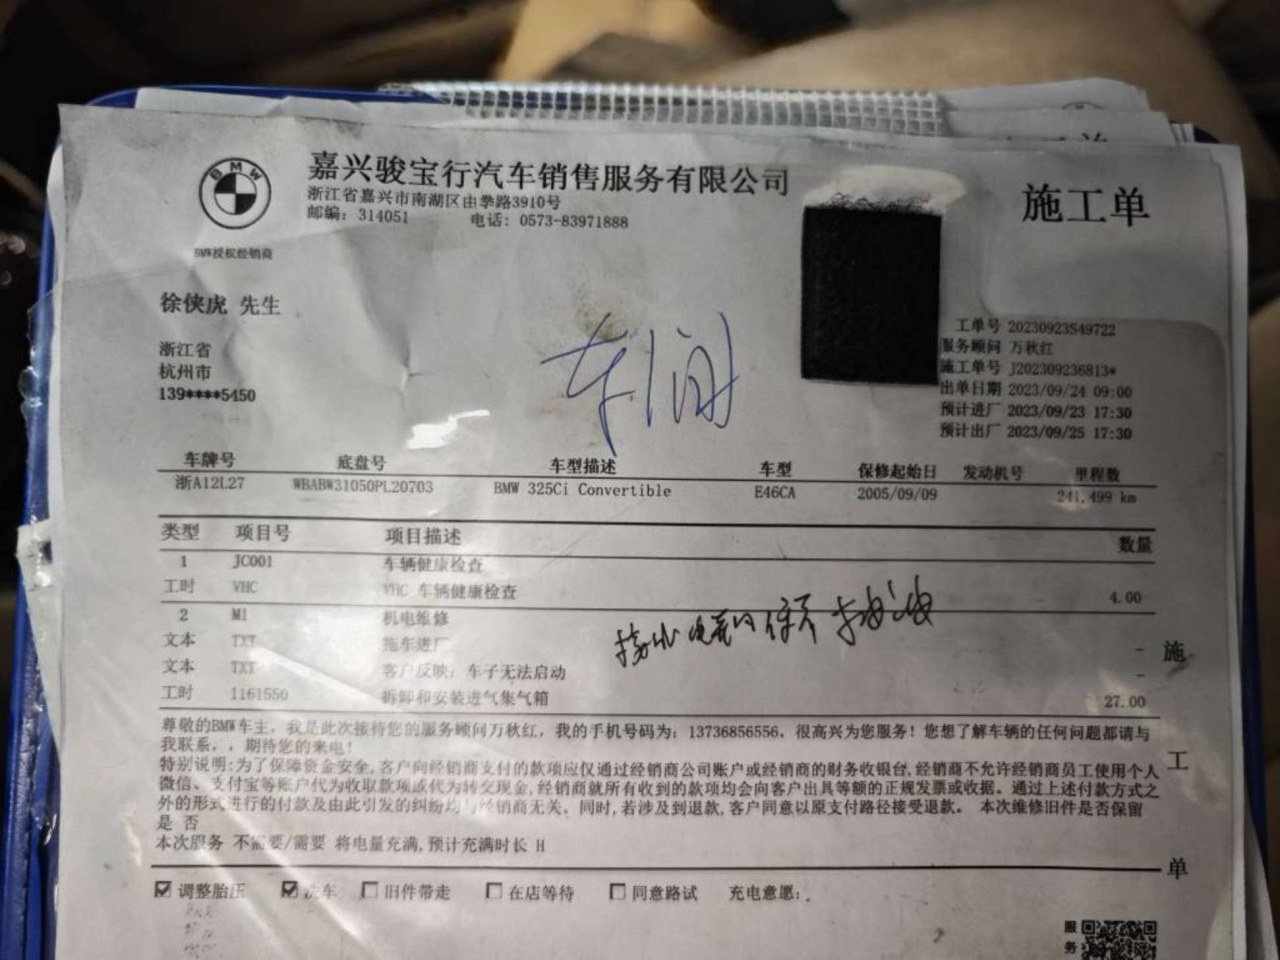 嘉兴骏宝行汽车销售服务有限公司
浙江省嘉兴市南湖区由拳路3910号
邮编: 314051 电话: 0573-83971888
施工单
BMW
BMW授权经销商
徐侠虎 先生
浙江省
杭州市
139****5450
车间
工单号 20230923S49722
服务顾问 万秋红
施工单号 J202309236813*
出单日期 2023/09/24 09:00
预计进厂 2023/09/23 17:30
预计出厂 2023/09/25 17:30
车牌号 底盘号 车型描述 车型 保修起始日 发动机号 里程数
浙A12L27 WBABW31050PL20703 BMW 325Ci Convertible E46CA 2005/09/09 241,499 km
类型 项目号 项目描述 数量
1 JC001 车辆健康检查
工时 VHC VHC 车辆健康检查 4.00
2 M1 机电维修
文本 TXT 拖车进厂 -
文本 TXT 客户反映: 车子无法启动 -
工时 1161550 拆卸和安装进气集气箱 27.00
尊敬的BMW车主, 我是此次接待您的服务顾问万秋红, 我的手机号码为: 13736856556, 很高兴为您服务! 您想了解车辆的任何问题都请与
我联系, , 期待您的来电!
特别说明:为了保障资金安全,客户向经销商支付的款项应仅通过经销商公司账户或经销商的财务收银台,经销商不允许经销商员工使用个人
微信、支付宝等账户代为收取款项或代为转交现金,经销商就所有收到的款项均会向客户出具等额的正规发票或收据。通过上述付款方式之
外的形式进行的付款及由此引发的纠纷均与经销商无关、同时,若涉及到退款,客户同意以原支付路径接受退款。 本次维修旧件是否保留
是 否
本次服务 不需要/需要 将电量充满,预计充满时长 H
调整胎压 洗车 旧件带走 在店等待 同意路试 充电意愿:.
施工单
服务